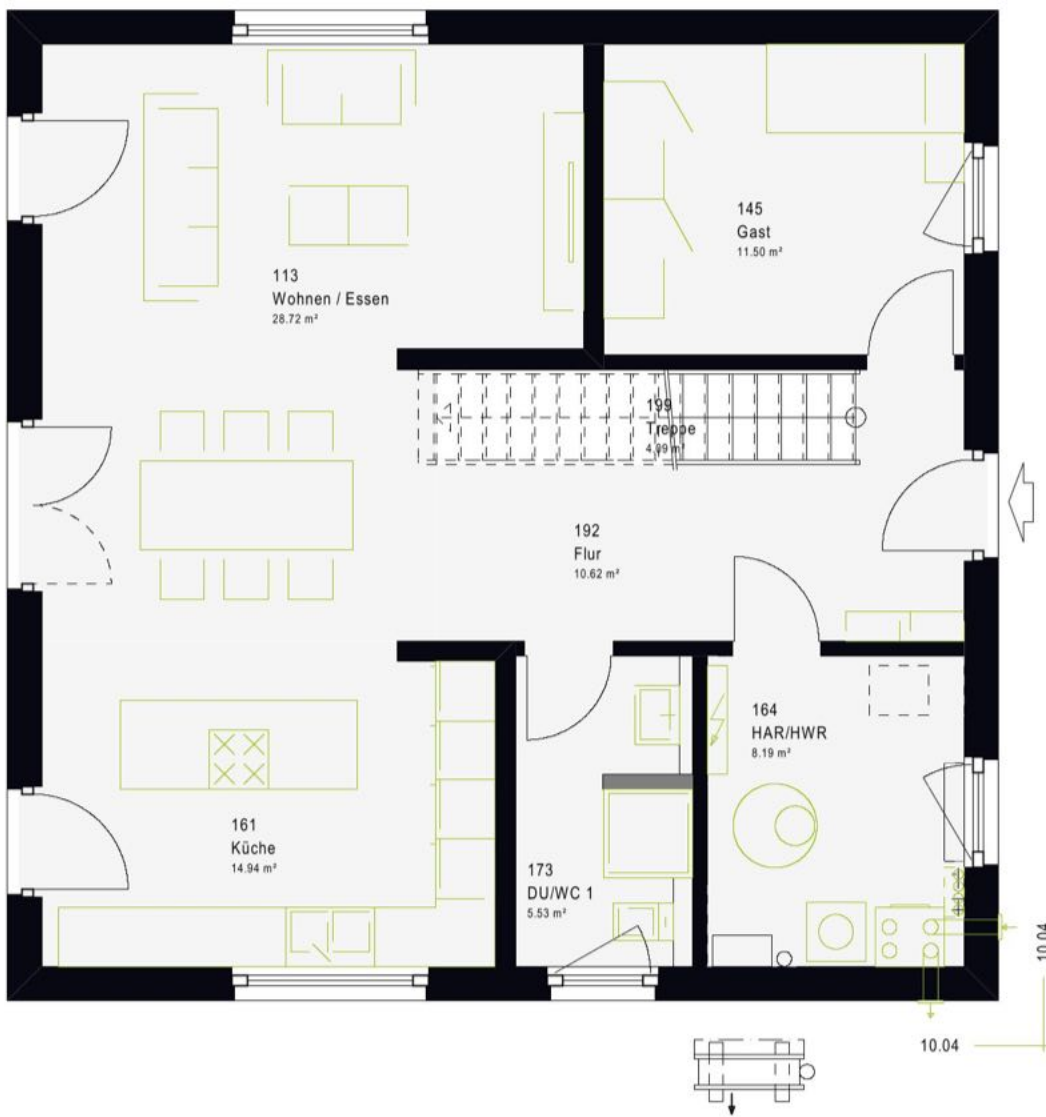 145
Gast
11.50 m²
113
Wohnen / Essen
28.72 m²
199
Treppe
4.89 m²
192
Flur
10.62 m²
164
HAR/HWR
8.19 m²
161
Küche
14.94 m²
173
DU/WC 1
5.53 m²
10.04
10.04